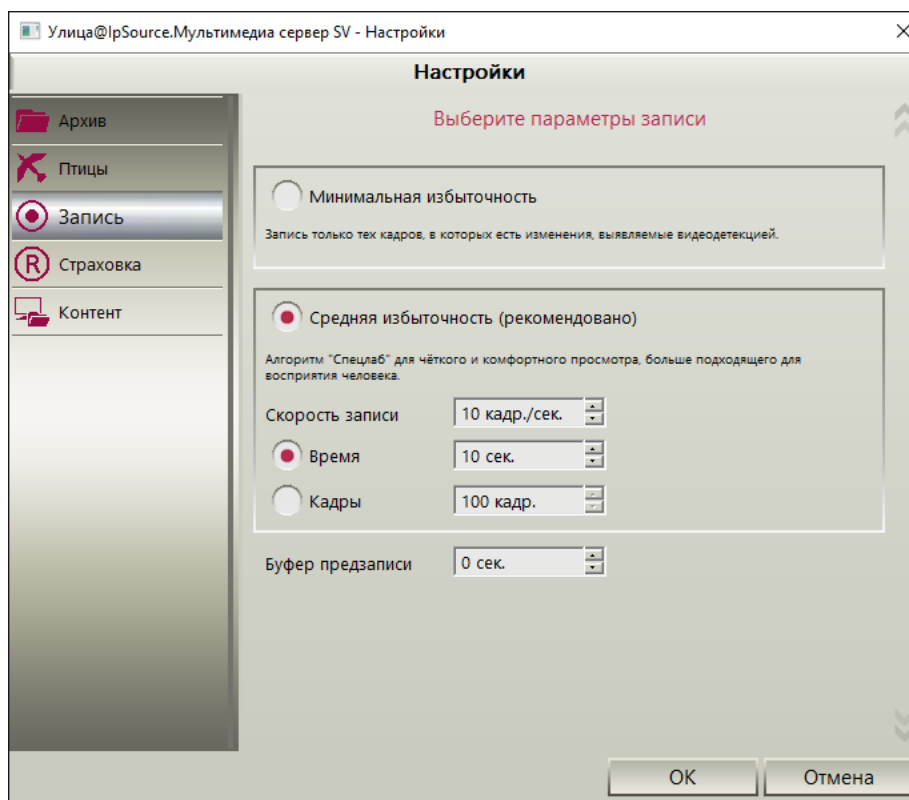 Улица@IpSource.Мультимедиа сервер SV - Настройки
Настройки
Архив
Птицы
Запись
Страховка
Контент
Выберите параметры записи
Минимальная избыточность
Запись только тех кадров, в которых есть изменения, выявляемые видеодетекцией.
Средняя избыточность (рекомендовано)
Алгоритм "Спецлаб" для чёткого и комфортного просмотра, больше подходящего для
восприятия человека.
Скорость записи 10 кадр./сек.
Время 10 сек.
Кадры 100 кадр.
Буфер предзаписи 0 сек.
OK Отмена